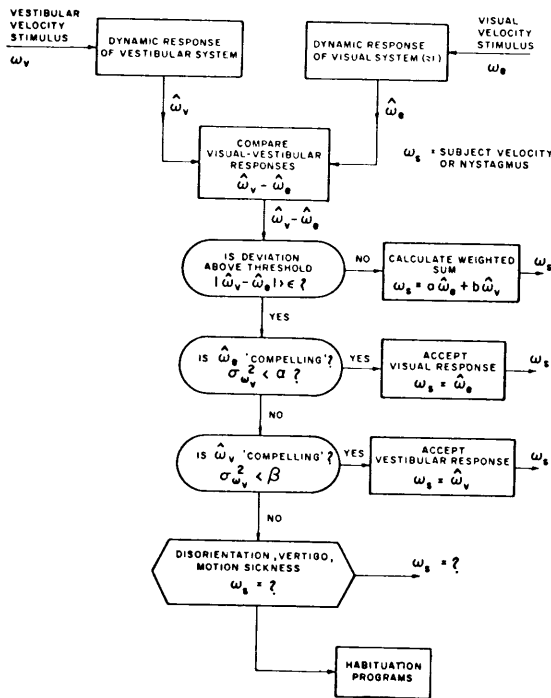 VESTIBULAR
VELOCITY
STIMULUS
ω_v
DYNAMIC RESPONSE
OF VESTIBULAR SYSTEM
DYNAMIC RESPONSE
OF VISUAL SYSTEM (≈1)
VISUAL
VELOCITY
STIMULUS
ω_e
ω̂_v
ω̂_e
COMPARE
VISUAL-VESTIBULAR
RESPONSES
ω̂_v - ω̂_e
ω_s = SUBJECT VELOCITY
OR NYSTAGMUS
ω̂_v - ω̂_e
IS DEVIATION
ABOVE THRESHOLD
|ω̂_v - ω̂_e| > ϵ ?
NO
CALCULATE WEIGHTED
SUM
ω_s = a ω̂_e + b ω̂_v
ω_s
YES
IS ω̂_e 'COMPELLING'?
σ²_ω_v < α ?
YES
ACCEPT
VISUAL RESPONSE
ω_s = ω̂_e
ω_s
NO
IS ω̂_v 'COMPELLING'?
σ²_ω_v < β
YES
ACCEPT
VESTIBULAR RESPONSE
ω_s = ω̂_v
ω_s
NO
DISORIENTATION, VERTIGO,
MOTION SICKNESS
ω_s = ?
ω_s = ?
HABITUATION
PROGRAMS